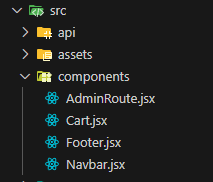 src
api
assets
components
AdminRoute.jsx
Cart.jsx
Footer.jsx
Navbar.jsx